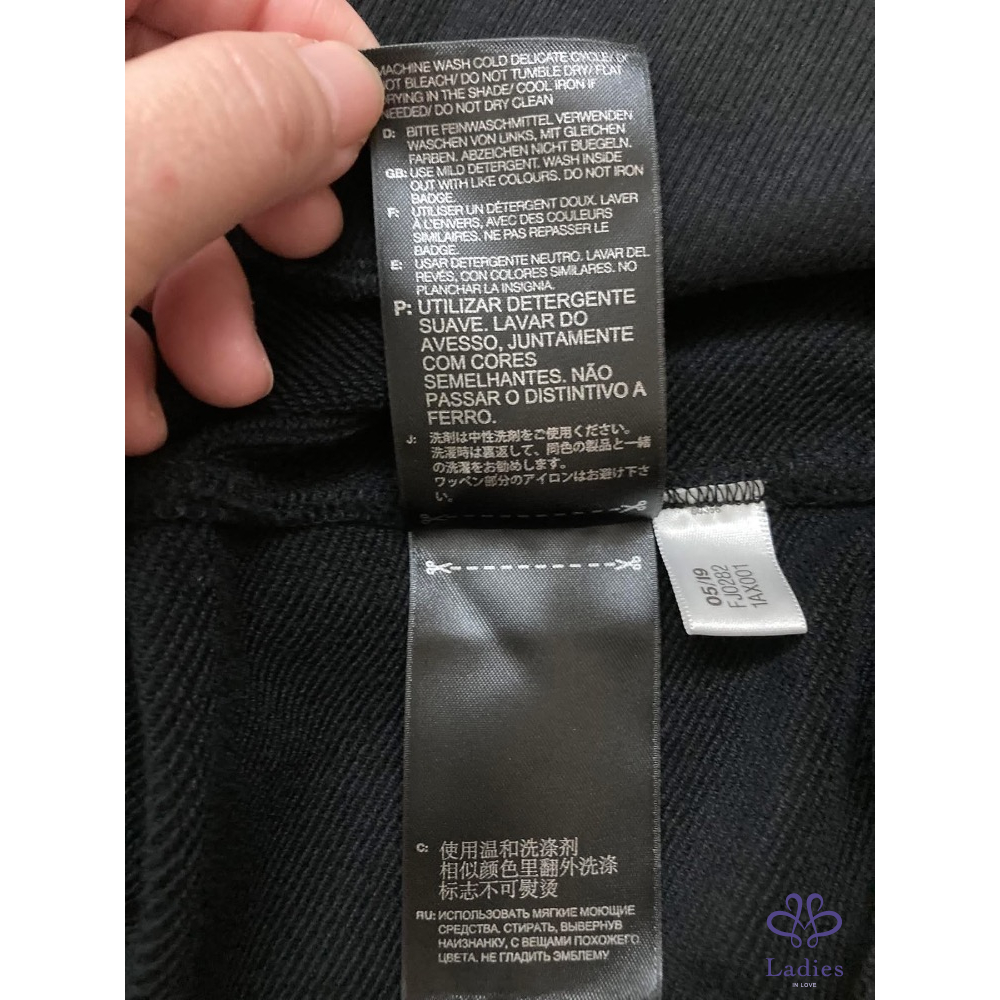 MACHINE WASH COLD DELICATE CYCLE/
NOT BLEACH/ DO NOT TUMBLE DRY/ FLAT
DRYING IN THE SHADE/ COOL IRON IF
NEEDED/ DO NOT DRY CLEAN
D: BITTE FEINWASCHMITTEL VERWENDEN
WASCHEN VON LINKS, MIT GLEICHEN
FARBEN. ABZEICHEN NICHT BUEGELN.
GB: USE MILD DETERGENT. WASH INSIDE
OUT WITH LIKE COLOURS. DO NOT IRON
BADGE.
F: UTILISER UN DÉTERGENT DOUX. LAVER
À L'ENVERS, AVEC DES COULEURS
SIMILAIRES. NE PAS REPASSER LE
BADGE.
E: USAR DETERGENTE NEUTRO. LAVAR DEL
REVÉS, CON COLORES SIMILARES. NO
PLANCHAR LA INSIGNIA.
P: UTILIZAR DETERGENTE
SUAVE. LAVAR DO
AVESSO, JUNTAMENTE
COM CORES
SEMELHANTES. NÃO
PASSAR O DISTINTIVO A
FERRO.
J: 洗剤は中性洗剤をご使用ください。
洗濯時は裏返して、同色の製品と一緒
の洗濯をお勧めします。
ワッペン部分のアイロンはお避け下さ
い。
05/19
FJ0282
1AX001
C: 使用温和洗涤剂
相似颜色里翻外洗涤
标志不可熨烫
RU: ИСПОЛЬЗОВАТЬ МЯГКИЕ МОЮЩИЕ
СРЕДСТВА. СТИРАТЬ, ВЫВЕРНУВ
НАИЗНАНКУ, С ВЕЩАМИ ПОХОЖЕГО
ЦВЕТА. НЕ ГЛАДИТЬ ЭМБЛЕМУ
Ladies
IN LOVE